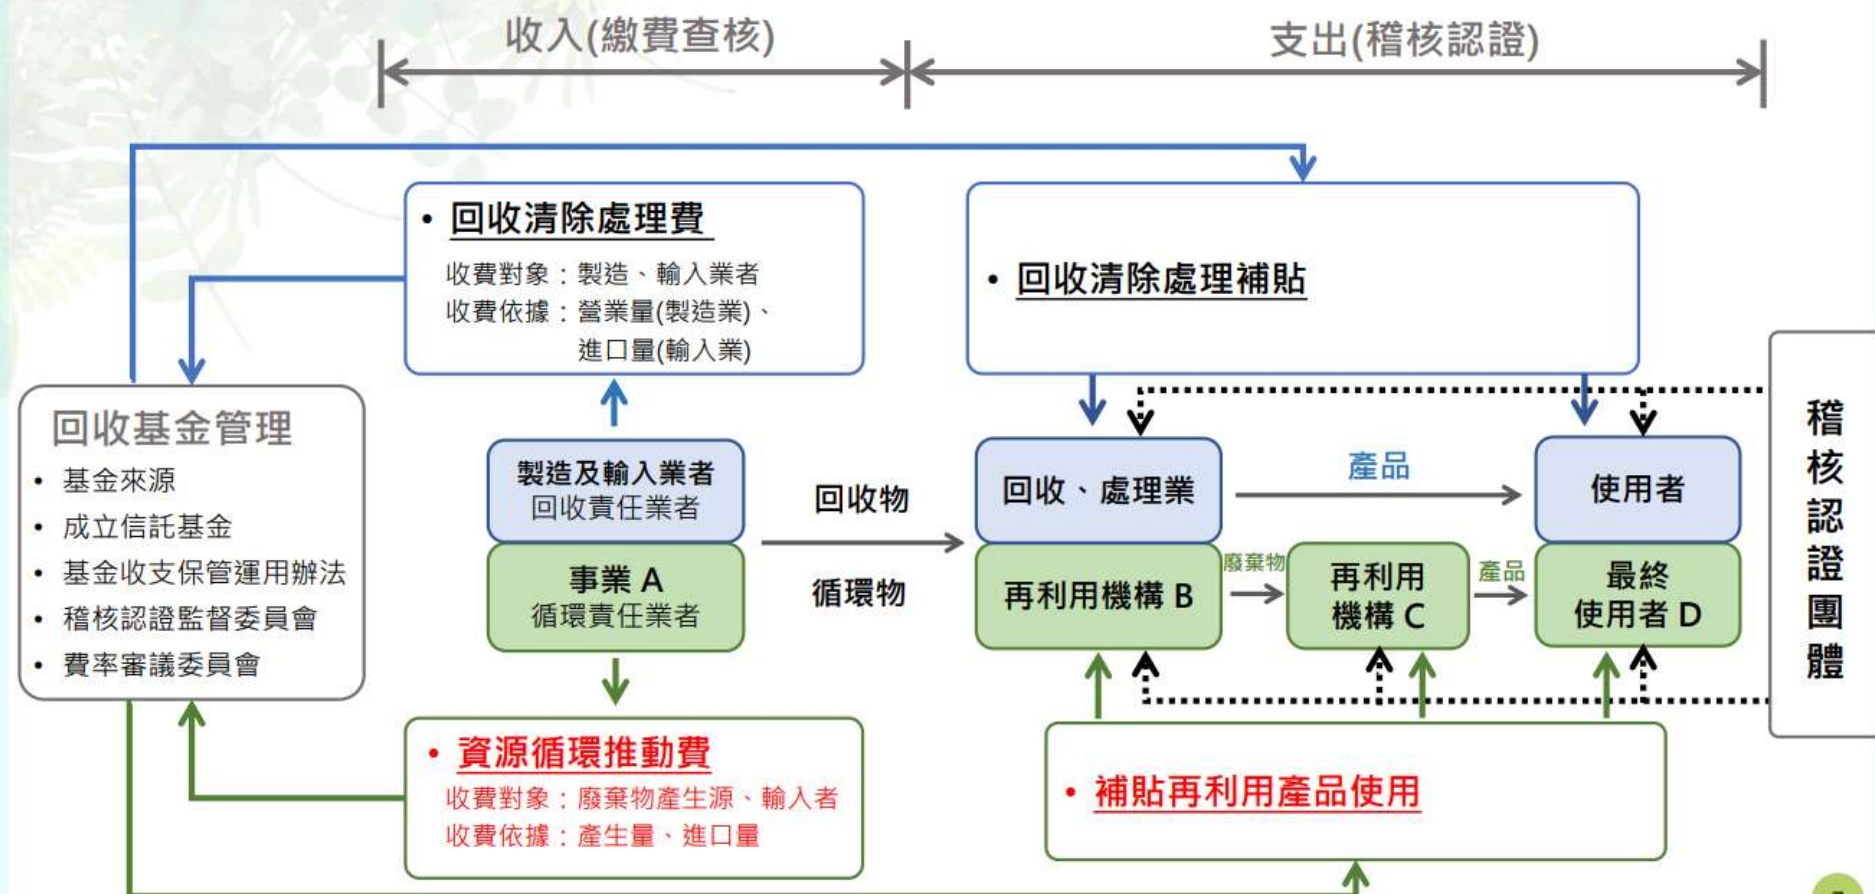 收入(繳費查核)
支出(稽核認證)
• 回收清除處理費
收費對象：製造、輸入業者
收費依據：營業量(製造業)、
進口量(輸入業)
• 回收清除處理補貼
回收基金管理
• 基金來源
• 成立信託基金
• 基金收支保管運用辦法
• 稽核認證監督委員會
• 費率審議委員會
製造及輸入業者
回收責任業者
事業 A
循環責任業者
回收物
循環物
回收、處理業
產品
使用者
再利用機構 B
廢棄物
再利用
機構 C
產品
最終
使用者 D
稽核認證團體
• 資源循環推動費
收費對象：廢棄物產生源、輸入者
收費依據：產生量、進口量
• 補貼再利用產品使用